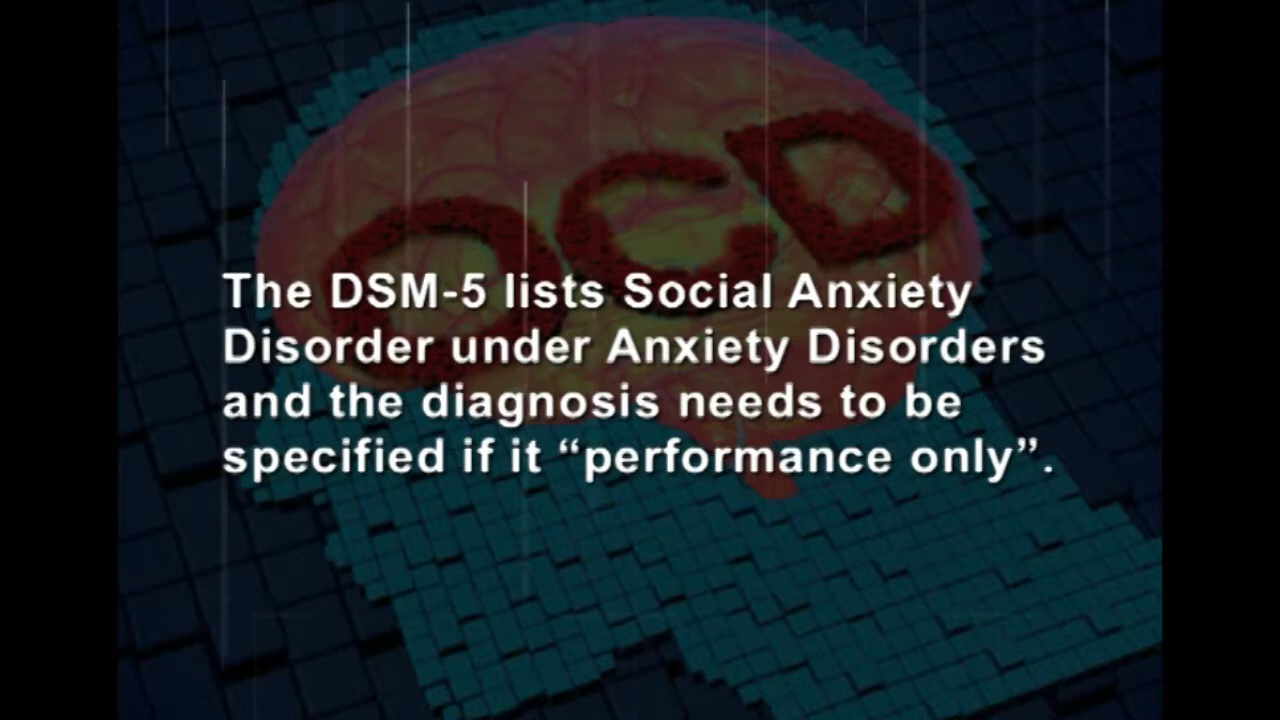 OCD
The DSM-5 lists Social Anxiety
Disorder under Anxiety Disorders
and the diagnosis needs to be
specified if it “performance only”.